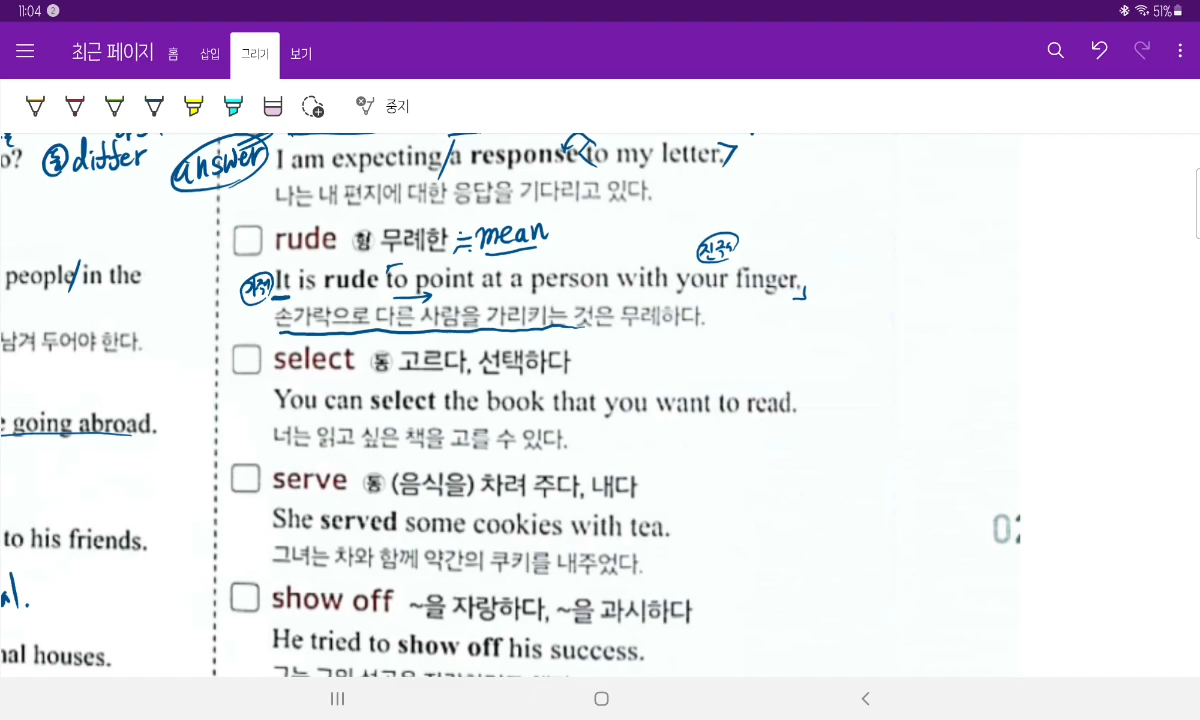 11:04 2 51%
최근 페이지 홈 삽입 그리기 보기
중지
o? differ answer I am expecting / a response to my letter.
나는 내 편지에 대한 응답을 기다리고 있다.
rude 형 무례한 ≒ mean
진주
people / in the
가주 It is rude to point at a person with your finger.
손가락으로 다른 사람을 가리키는 것은 무례하다.
남겨 두어야 한다.
select 동 고르다, 선택하다
You can select the book that you want to read.
going abroad.
너는 읽고 싶은 책을 고를 수 있다.
serve 동 (음식을) 차려 주다, 내다
She served some cookies with tea.
to his friends.
그녀는 차와 함께 약간의 쿠키를 내주었다.
show off ~을 자랑하다, ~을 과시하다
al.
He tried to show off his success.
nal houses.